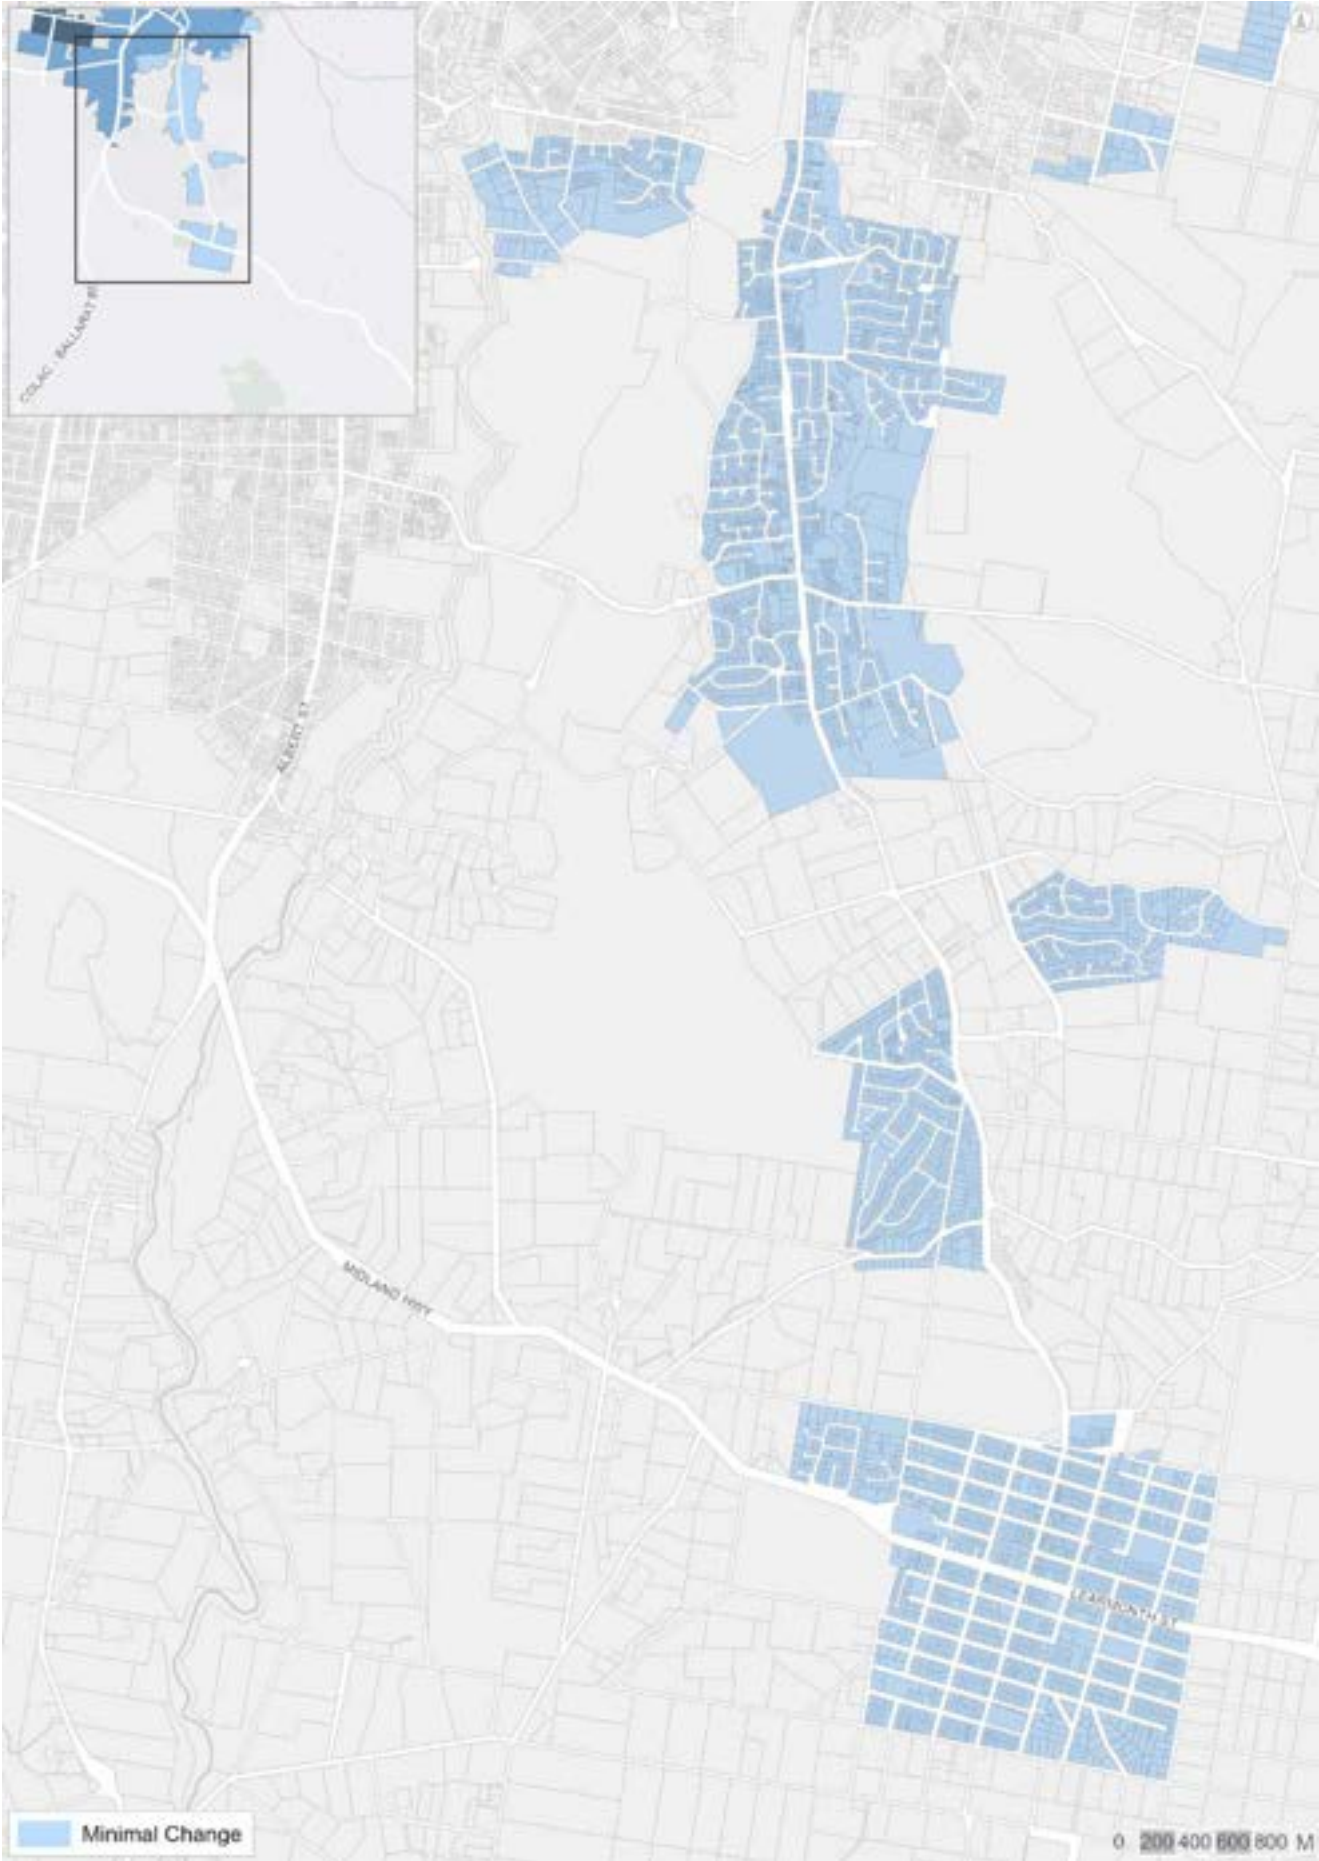 COLAC - BALLARAT RD
ALBERT ST
MIDLAND HWY
LEARMONTH ST
Minimal Change
0 200 400 600 800 M